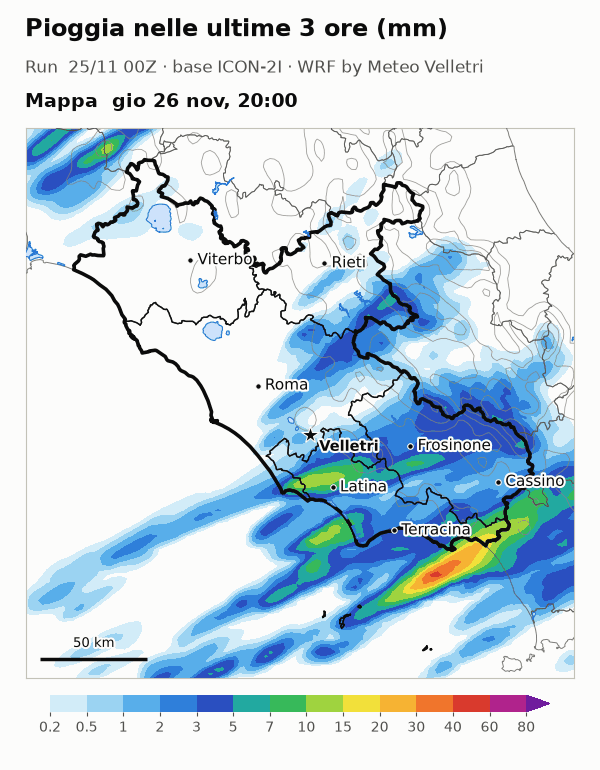 Pioggia nelle ultime 3 ore (mm)
Run  25/11 00Z · base ICON-2I · WRF by Meteo Velletri
Mappa  gio 26 nov, 20:00
Viterbo
Rieti
Roma
Velletri
Frosinone
Latina
Cassino
Terracina
50 km
0.2 0.5 1 2 3 5 7 10 15 20 30 40 60 80